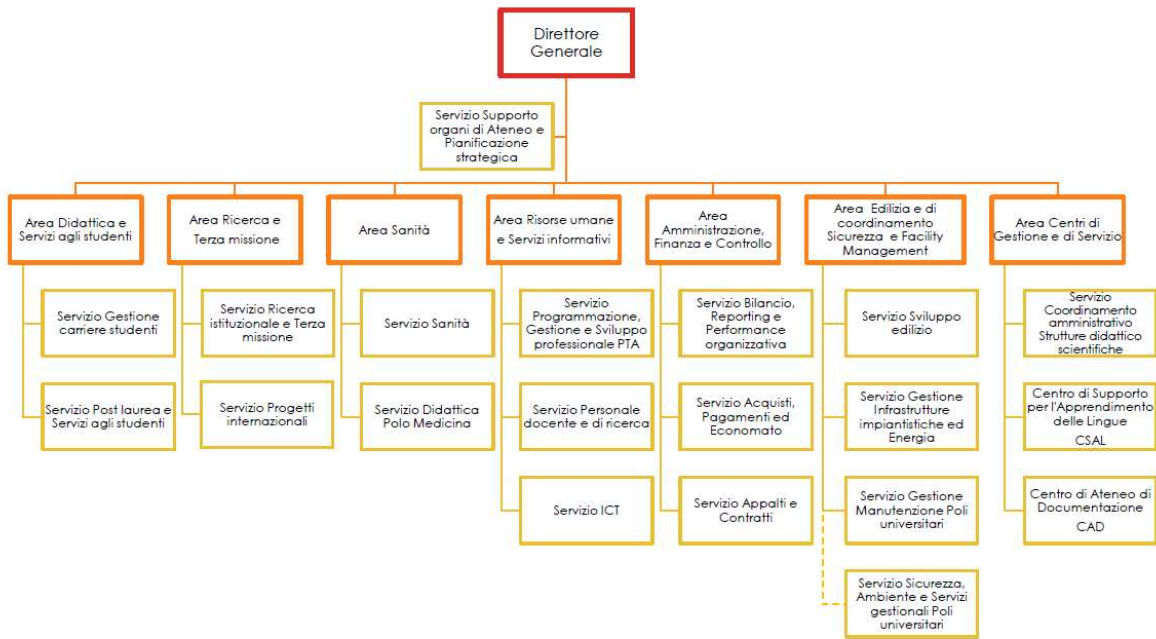 Direttore
Generale
Servizio Supporto
organi di Ateneo e
Pianificazione
strategica
Area Didattica e
Servizi agli studenti
Area Ricerca e
Terza missione
Area Sanità
Area Risorse umane
e Servizi informativi
Area
Amministrazione,
Finanza e Controllo
Area Edilizia e di
coordinamento
Sicurezza e Facility
Management
Area Centri di
Gestione e di Servizio
Servizio Gestione
carriere studenti
Servizio Ricerca
istituzionale e Terza
missione
Servizio Sanità
Servizio
Programmazione,
Gestione e Sviluppo
professionale PTA
Servizio Bilancio,
Reporting e
Performance
organizzativa
Servizio Sviluppo
edilizio
Servizio
Coordinamento
amministrativo
Strutture didattico
scientifiche
Servizio Post laurea e
Servizi agli studenti
Servizio Progetti
internazionali
Servizio Didattica
Polo Medicina
Servizio Personale
docente e di ricerca
Servizio Acquisti,
Pagamenti ed
Economato
Servizio Gestione
Infrastrutture
impiantistiche ed
Energia
Centro di Supporto
per l'Apprendimento
delle Lingue
CSAL
Servizio ICT
Servizio Appalti e
Contratti
Servizio Gestione
Manutenzione Poli
universitari
Centro di Ateneo di
Documentazione
CAD
Servizio Sicurezza,
Ambiente e Servizi
gestionali Poli
universitari